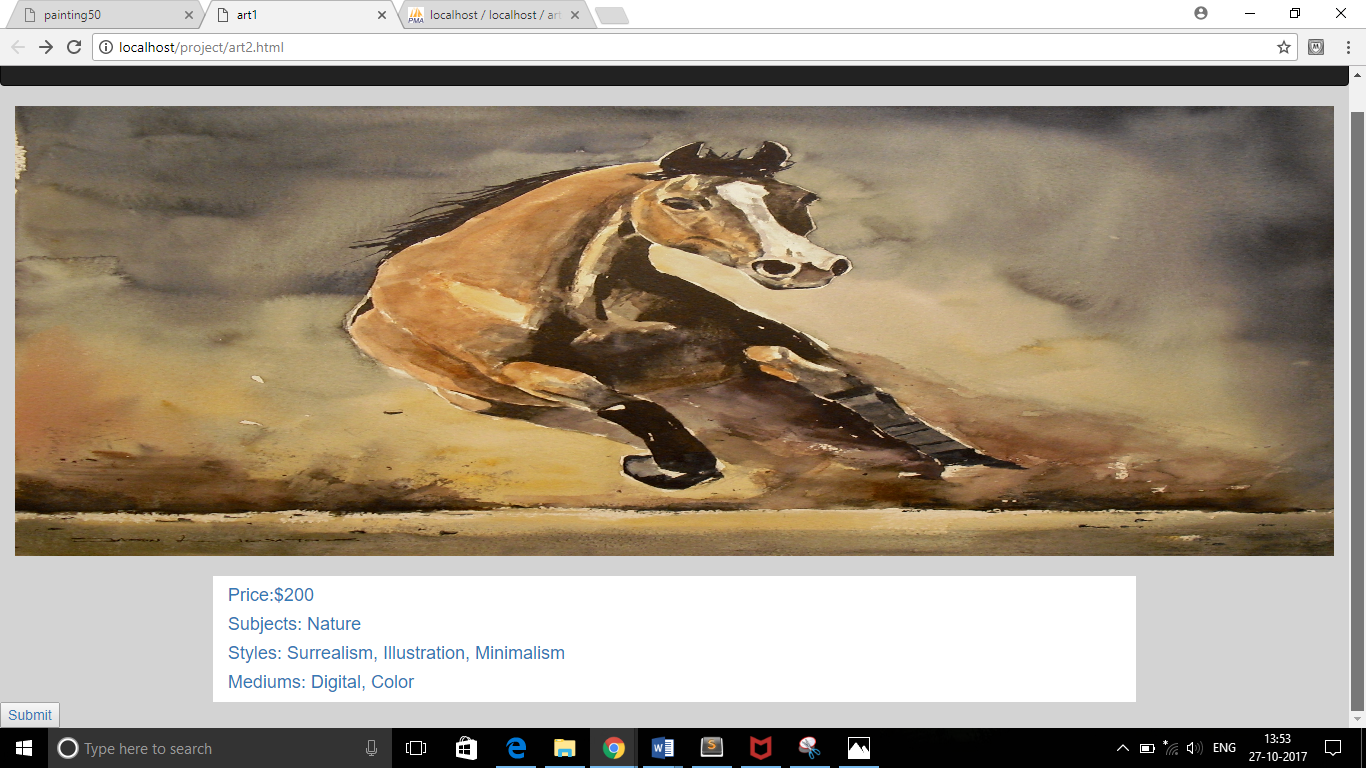 painting50
art1
localhost / localhost / art
localhost/project/art2.html
Price:$200
Subjects: Nature
Styles: Surrealism, Illustration, Minimalism
Mediums: Digital, Color
Submit
Type here to search
ENG
13:53
27-10-2017